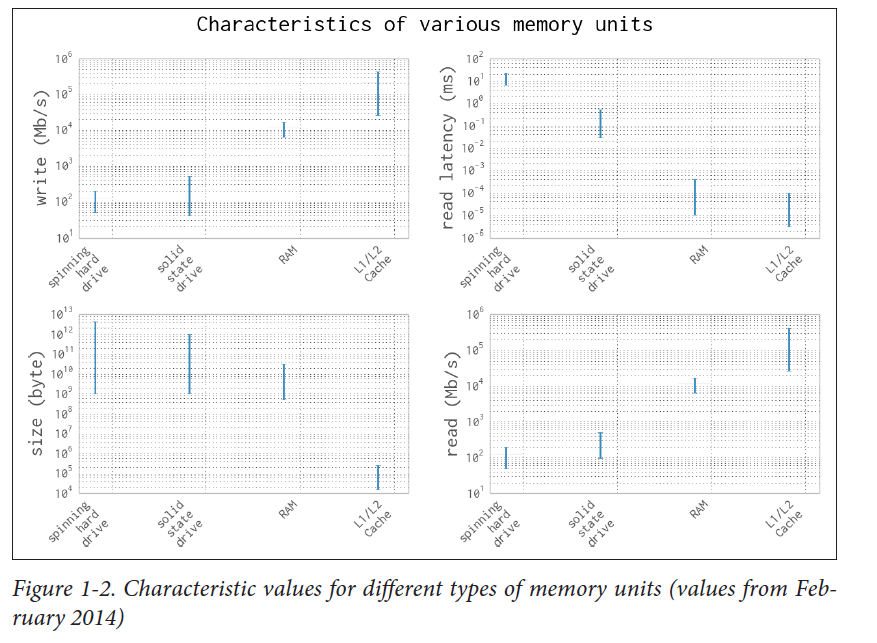 Characteristics of various memory units
write (Mb/s)
10^6
10^5
10^4
10^3
10^2
10^1
spinning
hard
drive
solid
state
drive
RAM
L1/L2
Cache
read latency (ms)
10^2
10^1
10^0
10^-1
10^-2
10^-3
10^-4
10^-5
10^-6
spinning
hard
drive
solid
state
drive
RAM
L1/L2
Cache
size (byte)
10^13
10^12
10^11
10^10
10^9
10^8
10^7
10^6
10^5
10^4
spinning
hard
drive
solid
state
drive
RAM
L1/L2
Cache
read (Mb/s)
10^6
10^5
10^4
10^3
10^2
10^1
spinning
hard
drive
solid
state
drive
RAM
L1/L2
Cache
Figure 1-2. Characteristic values for different types of memory units (values from Feb-
ruary 2014)